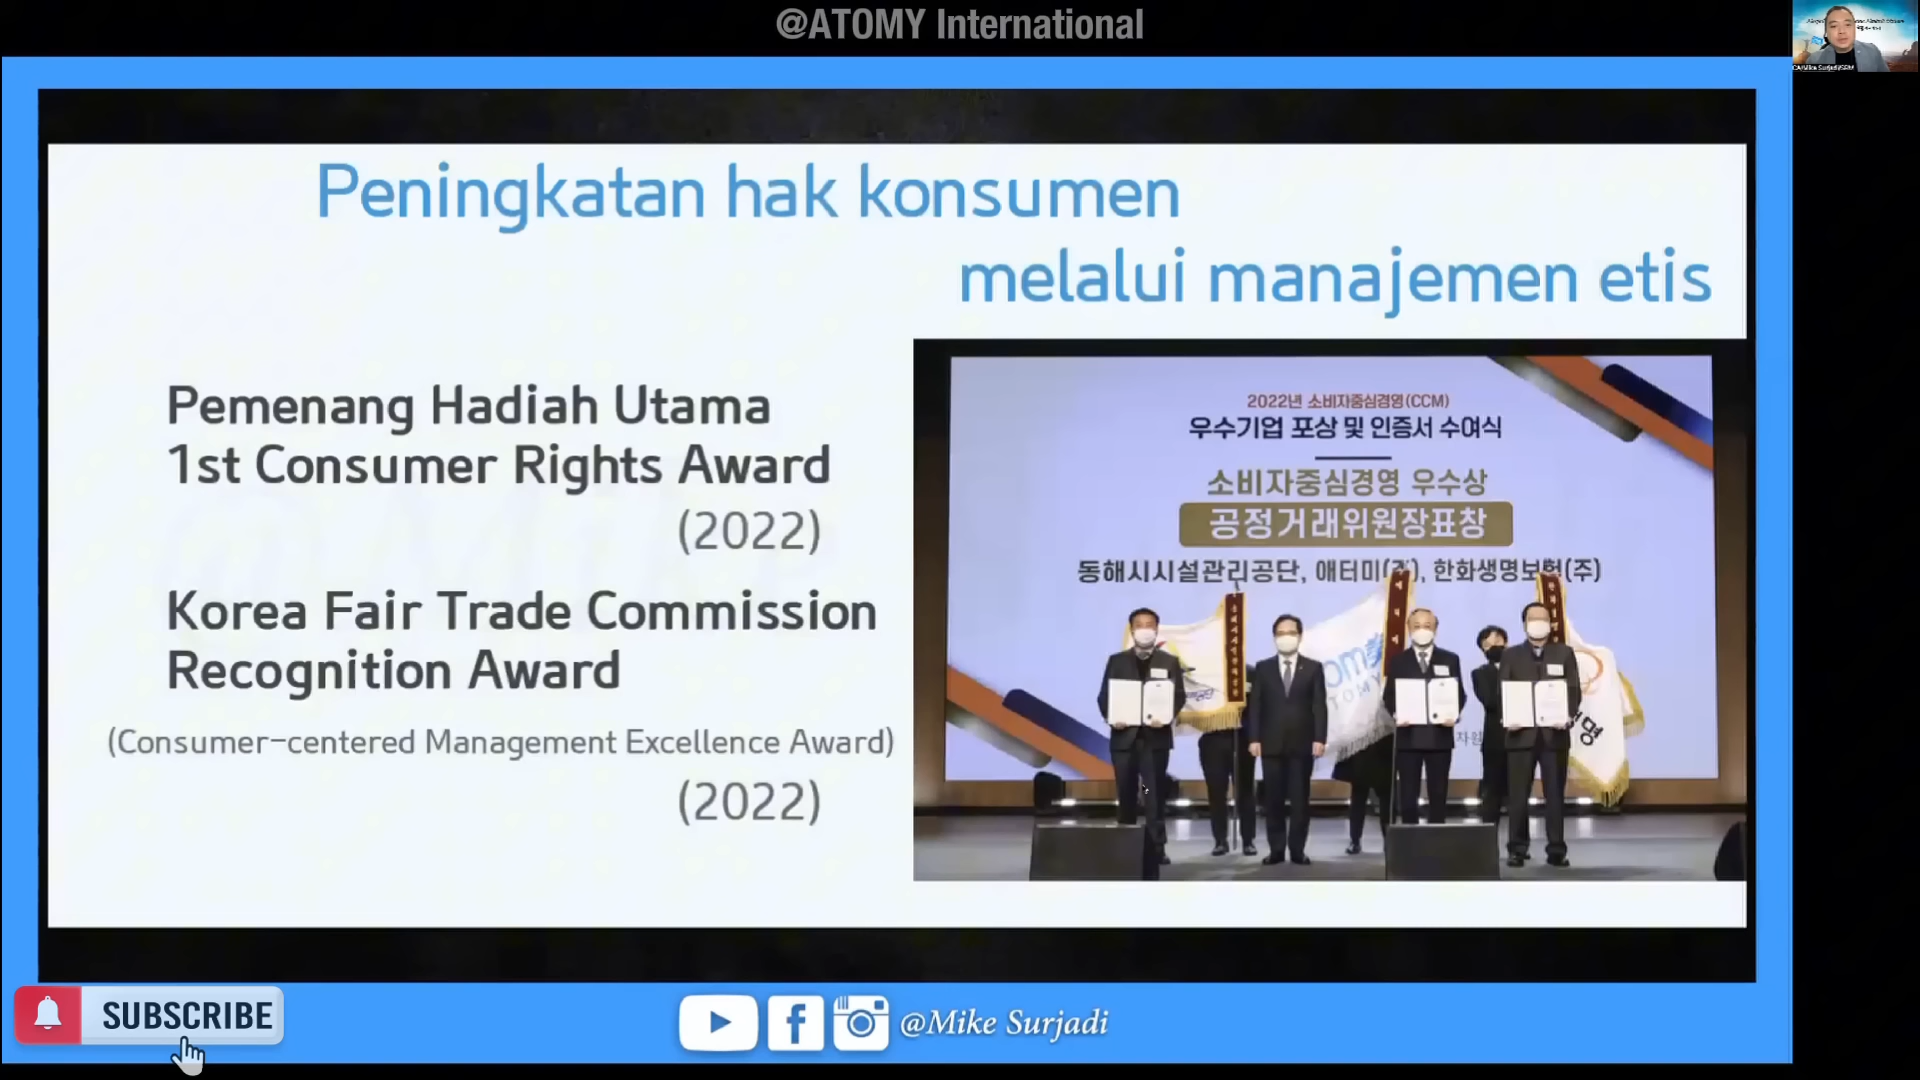 @ATOMY International
Peningkatan hak konsumen
melalui manajemen etis
Pemenang Hadiah Utama
1st Consumer Rights Award
(2022)
Korea Fair Trade Commission
Recognition Award
(Consumer-centered Management Excellence Award)
(2022)
2022년 소비자중심경영(CCM)
우수기업 포상 및 인증서 수여식
소비자중심경영 우수상
공정거래위원장표창
동해시시설관리공단, 애터미(주), 한화생명보험(주)
SUBSCRIBE
@Mike Surjadi